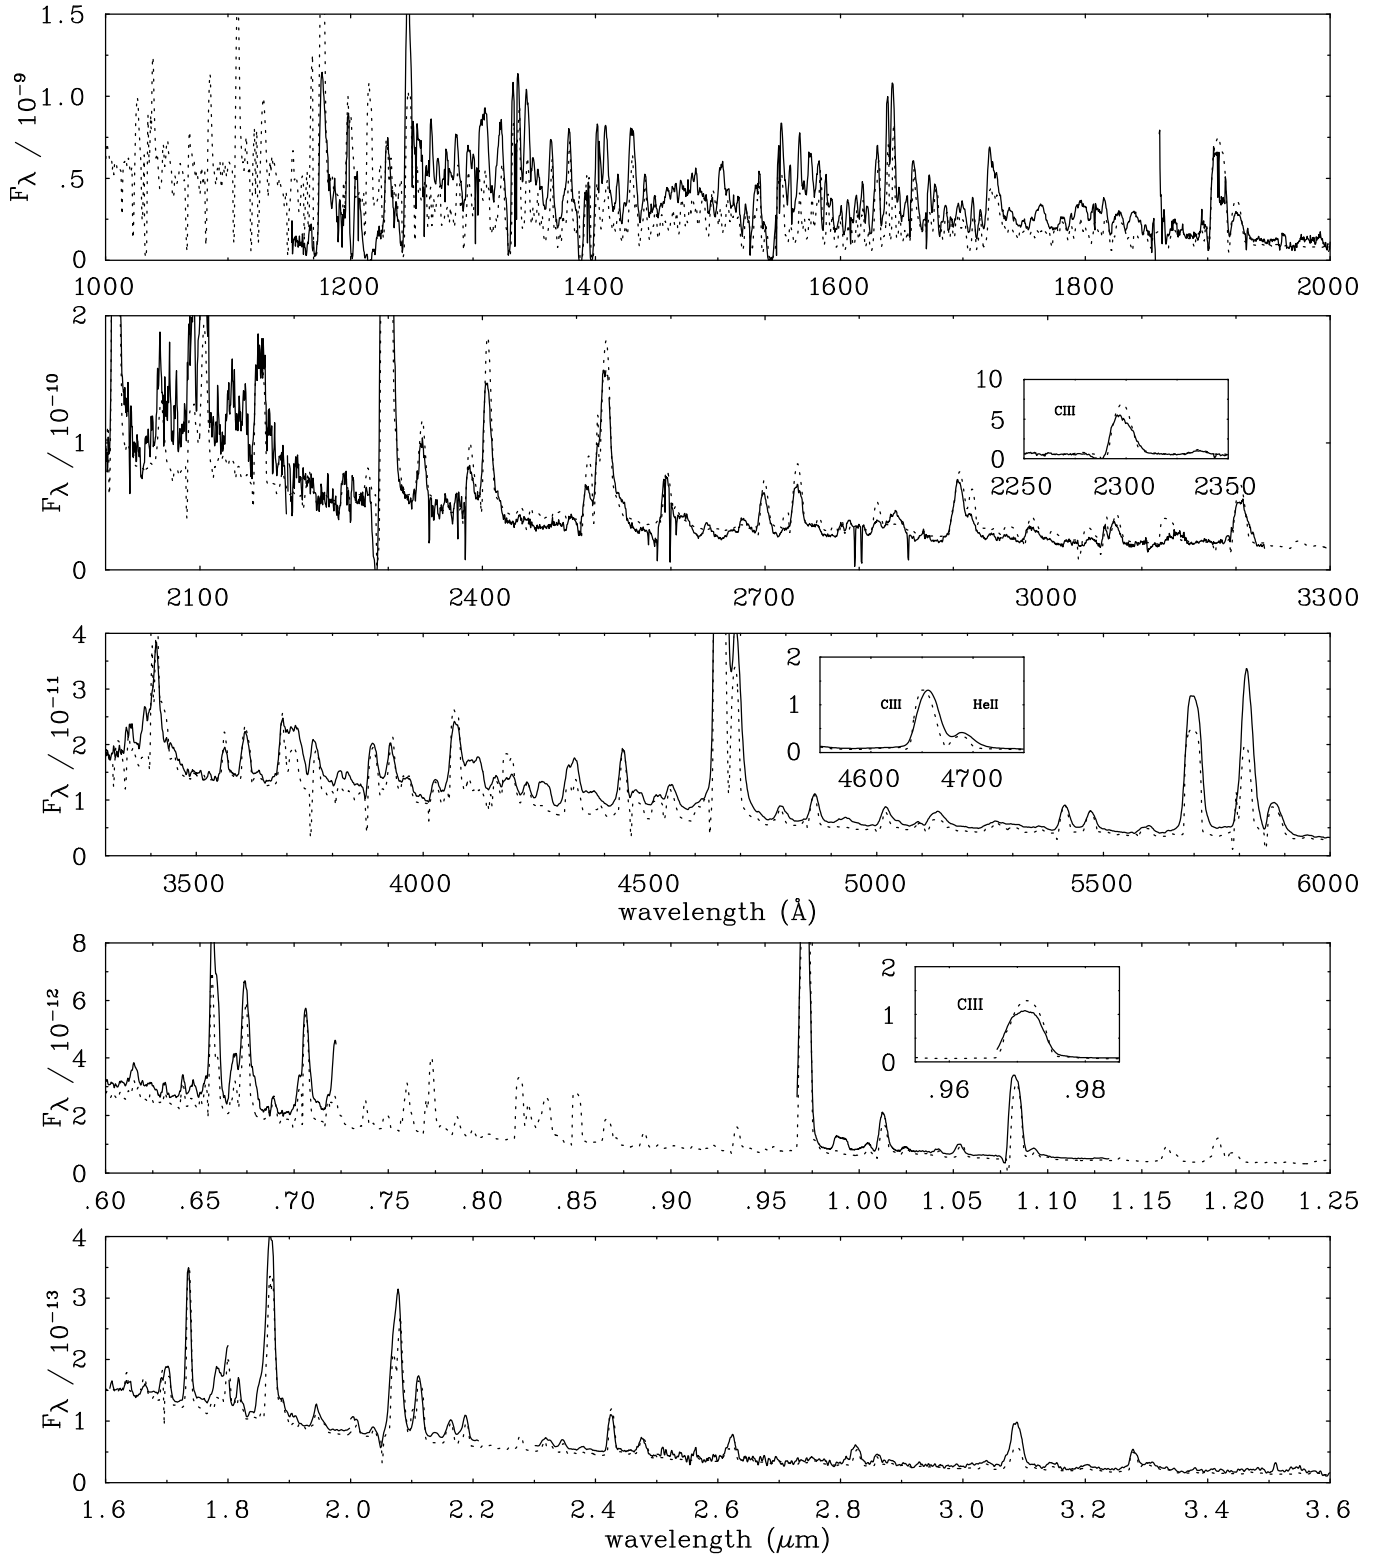 1.5
1.0
.5
0
F_λ / 10^−9
1000 1200 1400 1600 1800 2000
2
1
0
F_λ / 10^−10
10
5
0
CIII
2250 2300 2350
2100 2400 2700 3000 3300
4
3
2
1
0
F_λ / 10^−11
2
1
0
CIII HeII
4600 4700
3500 4000 4500 5000 5500 6000
wavelength (Å)
8
6
4
2
0
F_λ / 10^−12
2
1
0
CIII
.96 .98
.60 .65 .70 .75 .80 .85 .90 .95 1.00 1.05 1.10 1.15 1.20 1.25
4
3
2
1
0
F_λ / 10^−13
1.6 1.8 2.0 2.2 2.4 2.6 2.8 3.0 3.2 3.4 3.6
wavelength (μm)